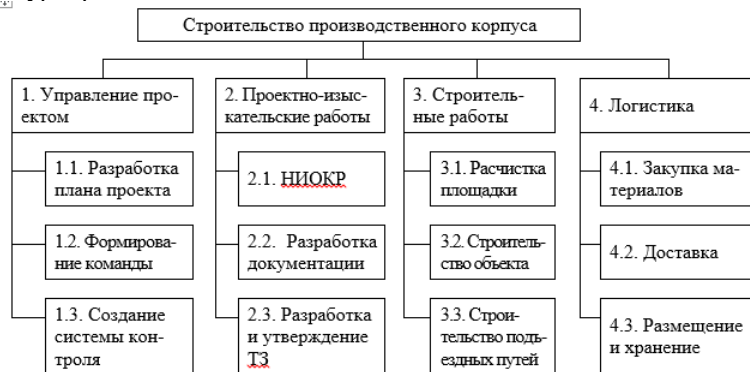 Строительство производственного корпуса
1. Управление про-
ектом
2. Проектно-изыс-
кательские работы
3. Строитель-
ные работы
4. Логистика
1.1. Разработка
плана проекта
2.1. НИОКР
3.1. Расчистка
площадки
4.1. Закупка ма-
териалов
1.2. Формирова-
ние команды
2.2. Разработка
документации
3.2. Строитель-
ство объекта
4.2. Доставка
1.3. Создание
системы кон-
троля
2.3. Разработка
и утверждение
ТЗ
3.3. Строи-
тельство подъ-
ездных путей
4.3. Размещение
и хранение